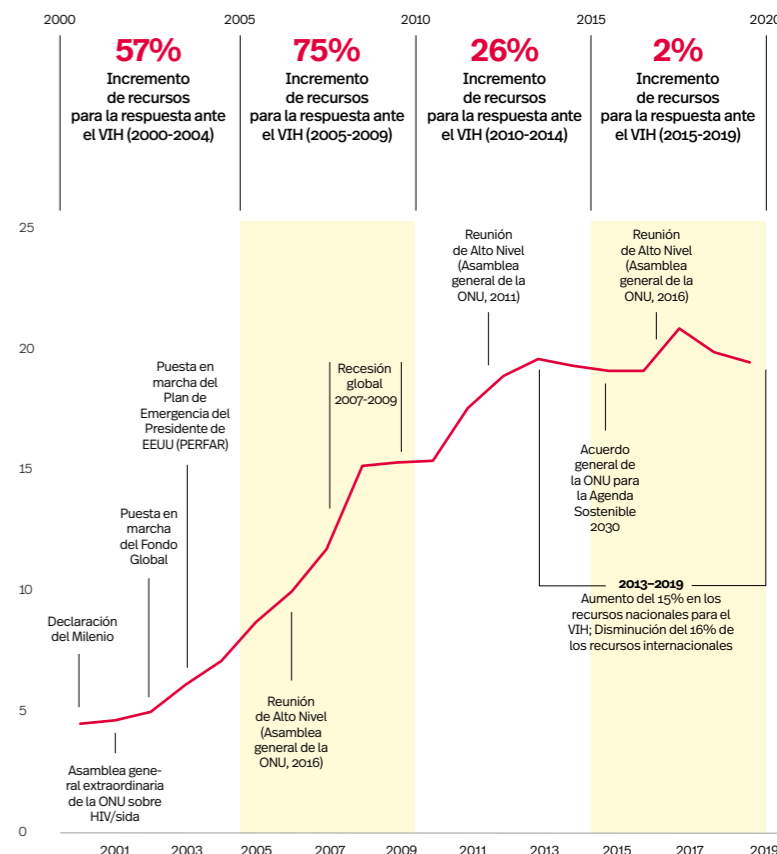 2000
2005
2010
2015
2020
57%
Incremento
de recursos
para la respuesta ante
el VIH (2000-2004)
75%
Incremento
de recursos
para la respuesta ante
el VIH (2005-2009)
26%
Incremento
de recursos
para la respuesta ante
el VIH (2010-2014)
2%
Incremento
de recursos
para la respuesta ante
el VIH (2015-2019)
25
20
15
10
5
0
Declaración
del Milenio
Asamblea gene-
ral extraordinaria
de la ONU sobre
HIV/sida
Puesta en
marcha
del Fondo
Global
Puesta en
marcha del
Plan de
Emergencia del
Presidente de
EEUU (PERFAR)
Reunión
de Alto Nivel
(Asamblea
general de la
ONU, 2016)
Recesión
global
2007-2009
Reunión
de Alto Nivel
(Asamblea
general de la
ONU, 2011)
Reunión
de Alto Nivel
(Asamblea
general de la
ONU, 2016)
Acuerdo
general de
la ONU para
la Agenda
Sostenible
2030
2013–2019
Aumento del 15% en los
recursos nacionales para el
VIH; Disminución del 16% de
los recursos internacionales
2001
2003
2005
2007
2009
2011
2013
2015
2017
2019